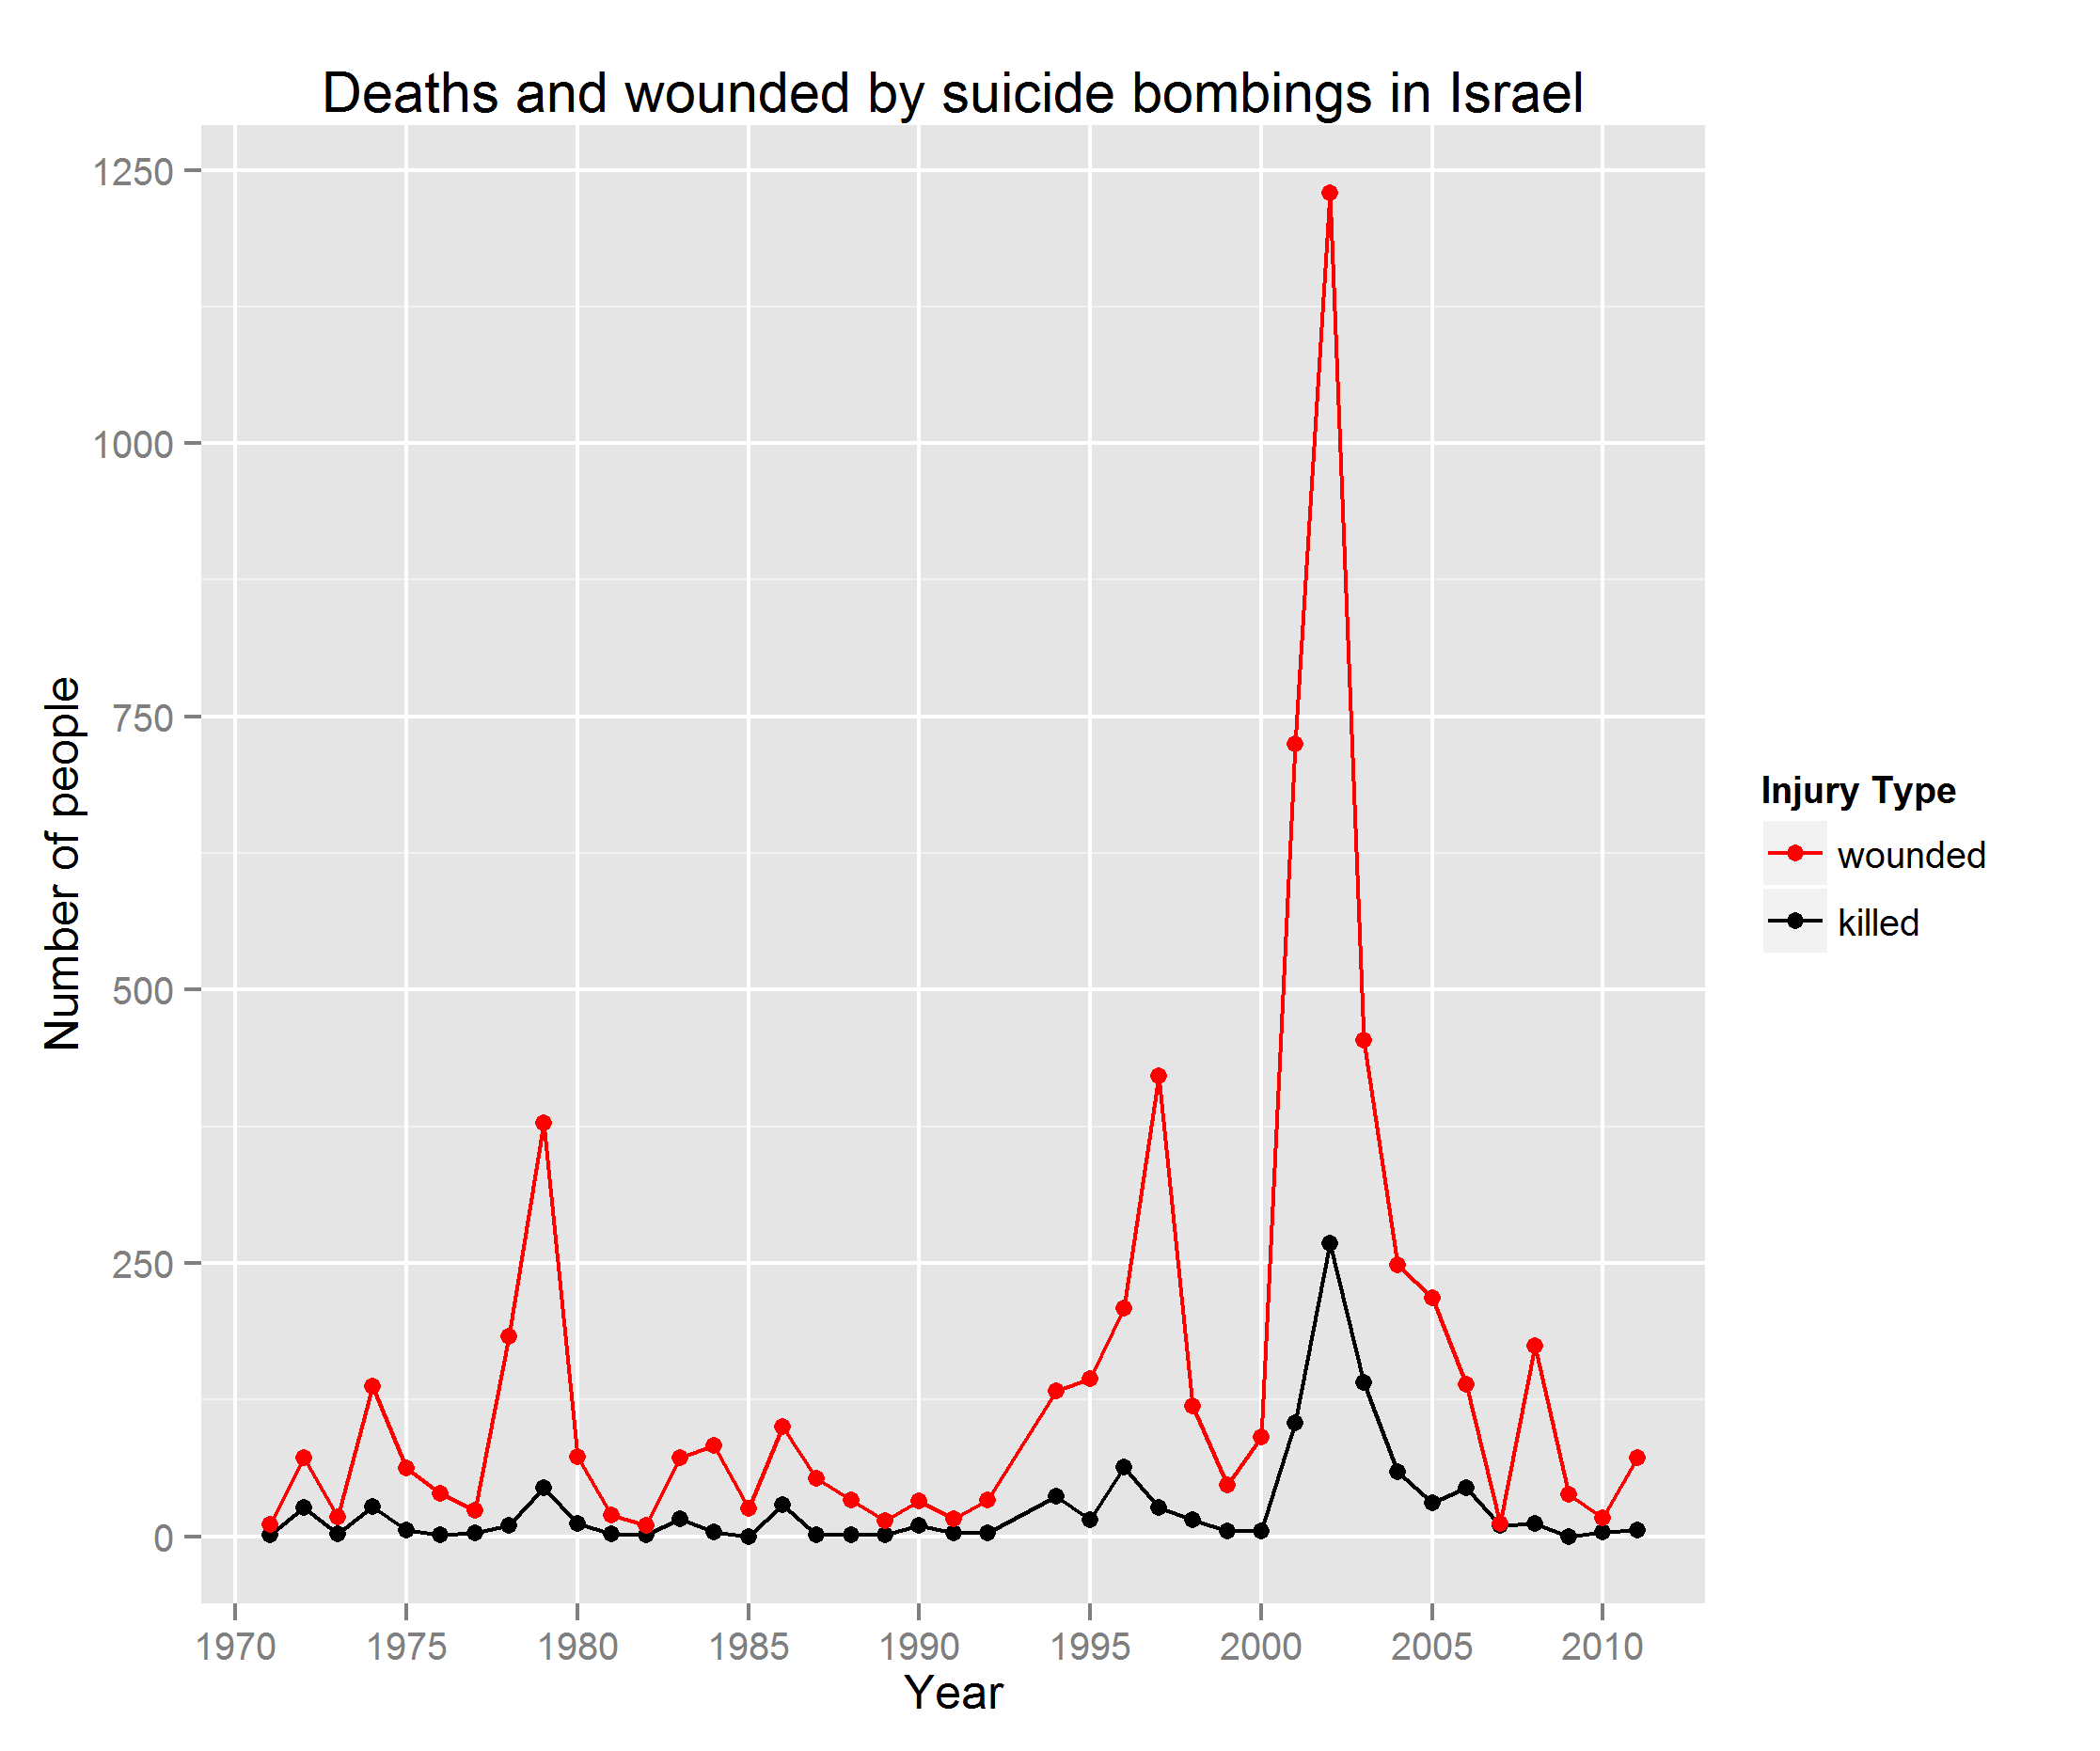 Deaths and wounded by suicide bombings in Israel
1250
1000
750
500
250
0
Number of people
1970 1975 1980 1985 1990 1995 2000 2005 2010
Year
Injury Type
wounded
killed